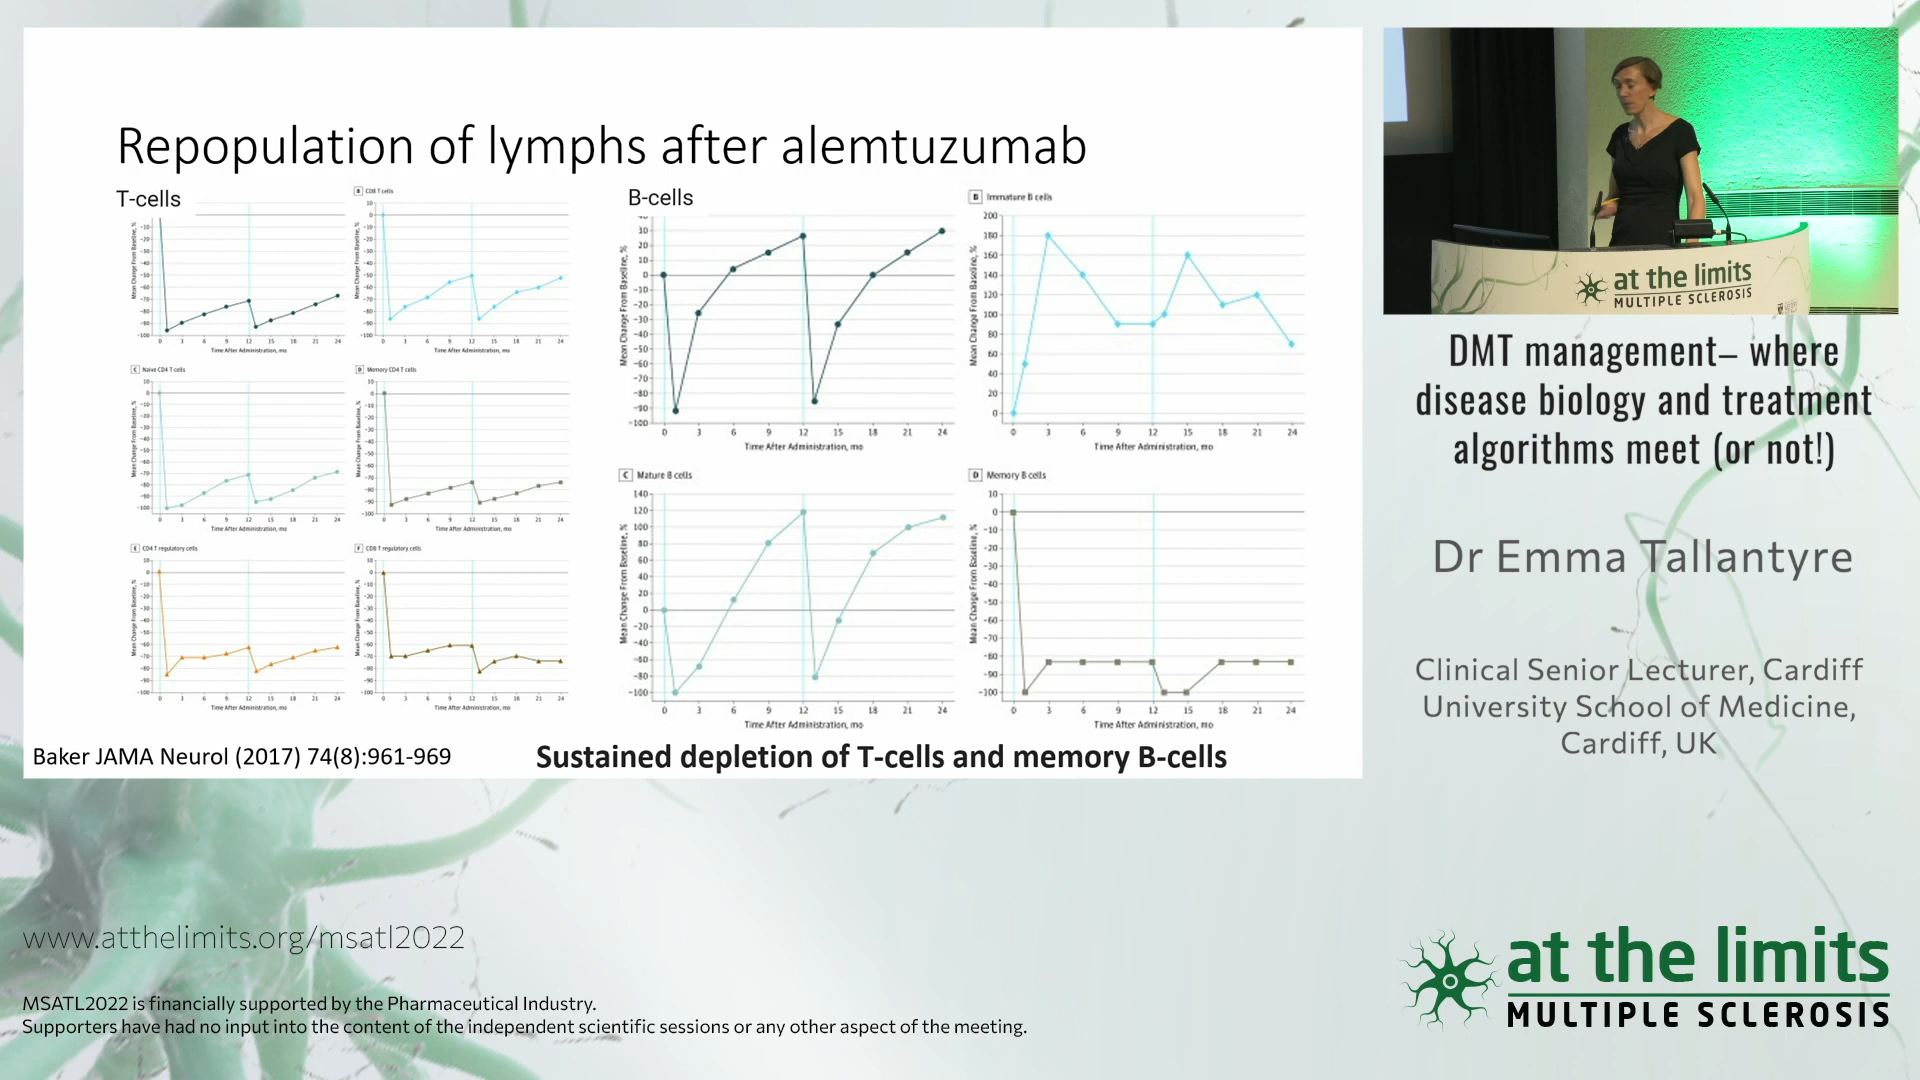 Repopulation of lymphs after alemtuzumab
T-cells
B CD8 T cells
B-cells
B Immature B cells
Mean Change From Baseline, %
Time After Administration, mo
C Naive CD4 T cells
D Memory CD4 T cells
C Mature B cells
D Memory B cells
E CD4 T regulatory cells
F CD8 T regulatory cells
Baker JAMA Neurol (2017) 74(8):961-969
Sustained depletion of T-cells and memory B-cells
at the limits
MULTIPLE SCLEROSIS
DMT management– where
disease biology and treatment
algorithms meet (or not!)
Dr Emma Tallantyre
Clinical Senior Lecturer, Cardiff
University School of Medicine,
Cardiff, UK
www.atthelimits.org/msatl2022
MSATL2022 is financially supported by the Pharmaceutical Industry.
Supporters have had no input into the content of the independent scientific sessions or any other aspect of the meeting.
at the limits
MULTIPLE SCLEROSIS